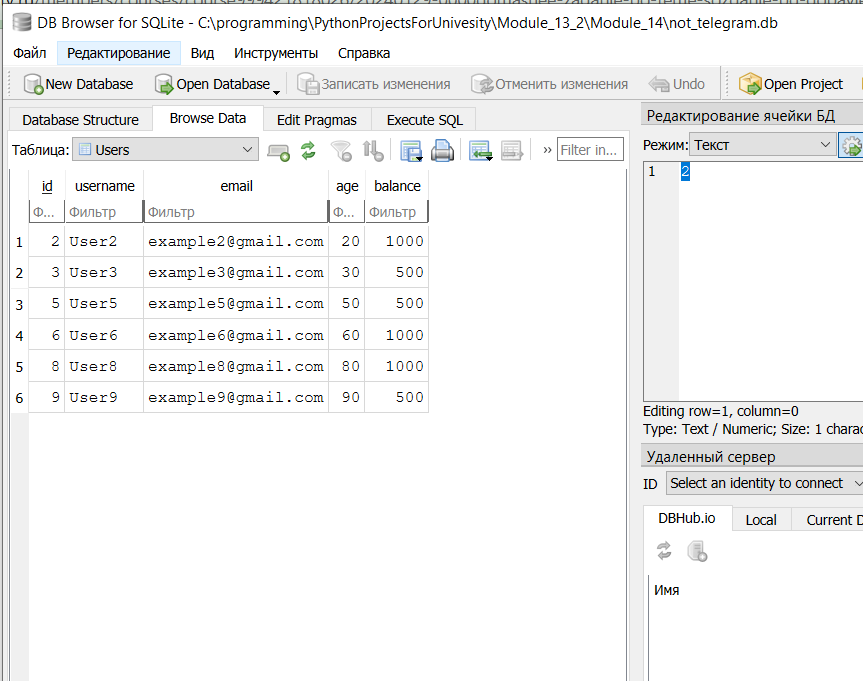 DB Browser for SQLite - C:\programming\PythonProjectsForUnivesity\Module_13_2\Module_14\not_telegram.db
Файл Редактирование Вид Инструменты Справка
New Database Open Database Записать изменения Отменить изменения Undo Open Project
Database Structure Browse Data Edit Pragmas Execute SQL
Таблица: Users » Filter in...
id username email age balance
Ф... Фильтр Фильтр Ф... Фильтр
1 2 User2 example2@gmail.com 20 1000
2 3 User3 example3@gmail.com 30 500
3 5 User5 example5@gmail.com 50 500
4 6 User6 example6@gmail.com 60 1000
5 8 User8 example8@gmail.com 80 1000
6 9 User9 example9@gmail.com 90 500
Редактирование ячейки БД
Режим: Текст
1 2
Editing row=1, column=0
Type: Text / Numeric; Size: 1 charac
Удаленный сервер
ID Select an identity to connect
DBHub.io Local Current D
Имя